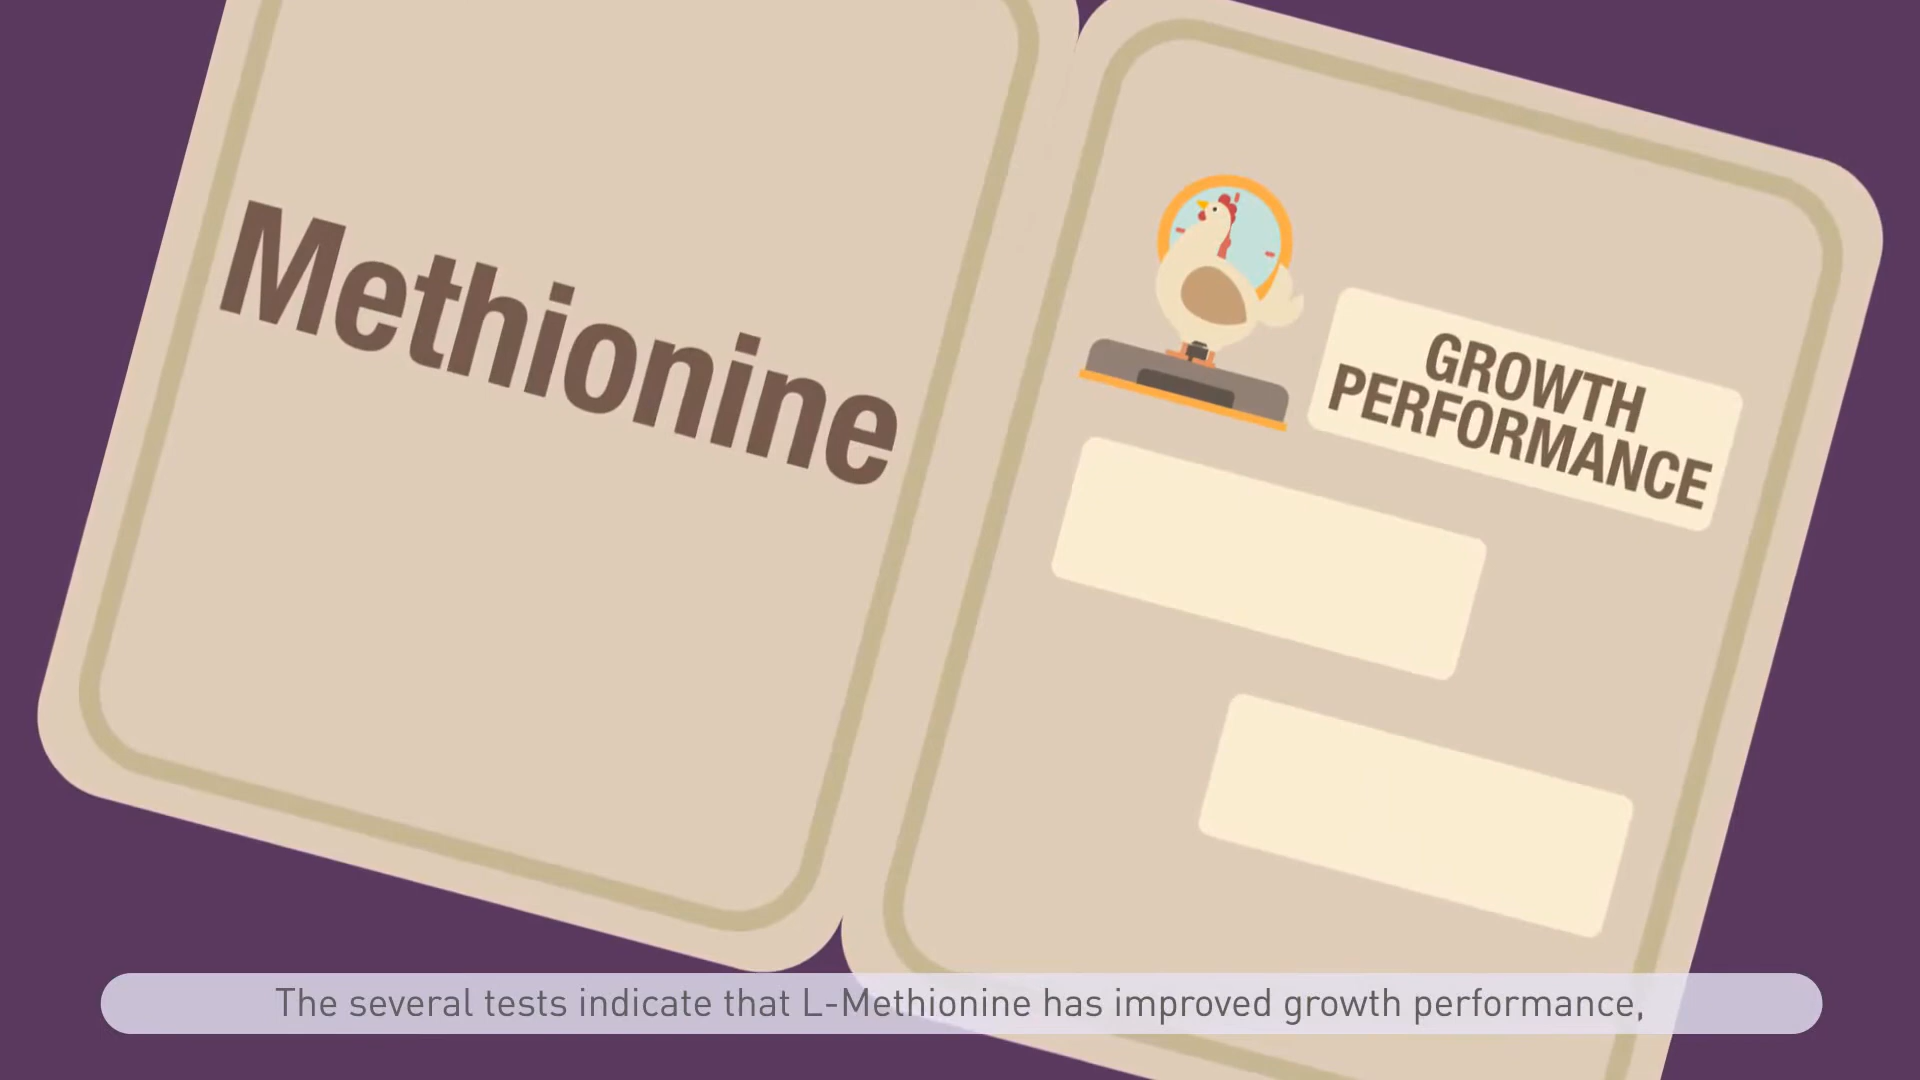 Methionine
GROWTH
PERFORMANCE
The several tests indicate that L-Methionine has improved growth performance,